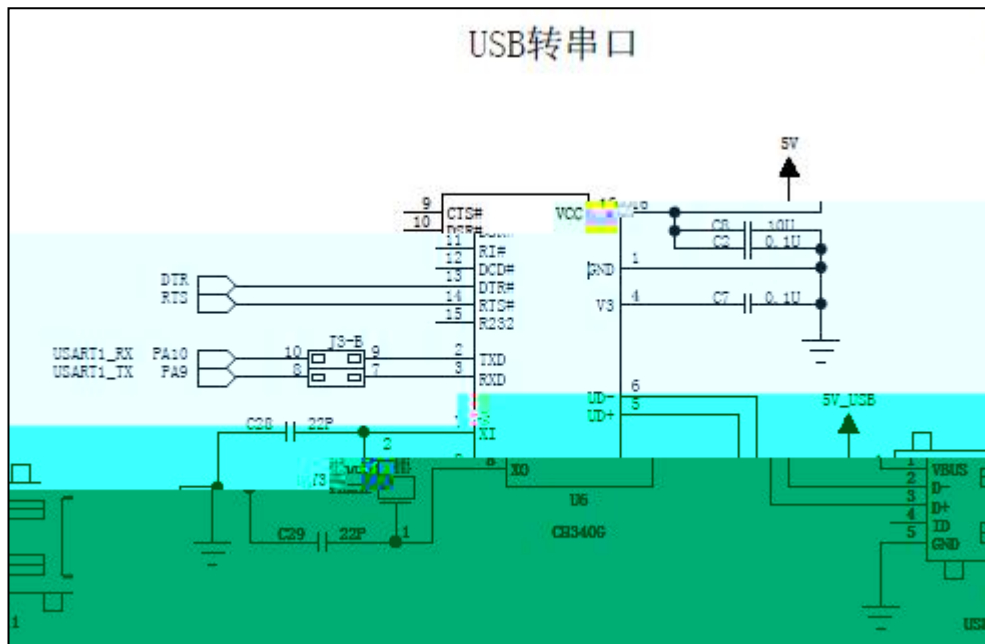 USB转串口
5V
9 CTS# VCC
10 DSR# C8 10U
11 RI# C2 0.1U
12 DCD# GND 1
DTR 13 DTR#
RTS 14 RTS# V3 4 C7 0.1U
15 R232
J3-B
USART1_RX PA10 10 9 2 TXD
USART1_TX PA9 8 7 3 RXD
UD- 6
UD+ 5
5V_USB
C28 22P XI
2
8 XO
1 VBUS
2 D-
3 D+
4 ID
5 GND
U6
C29 22P 1 CH340G
1